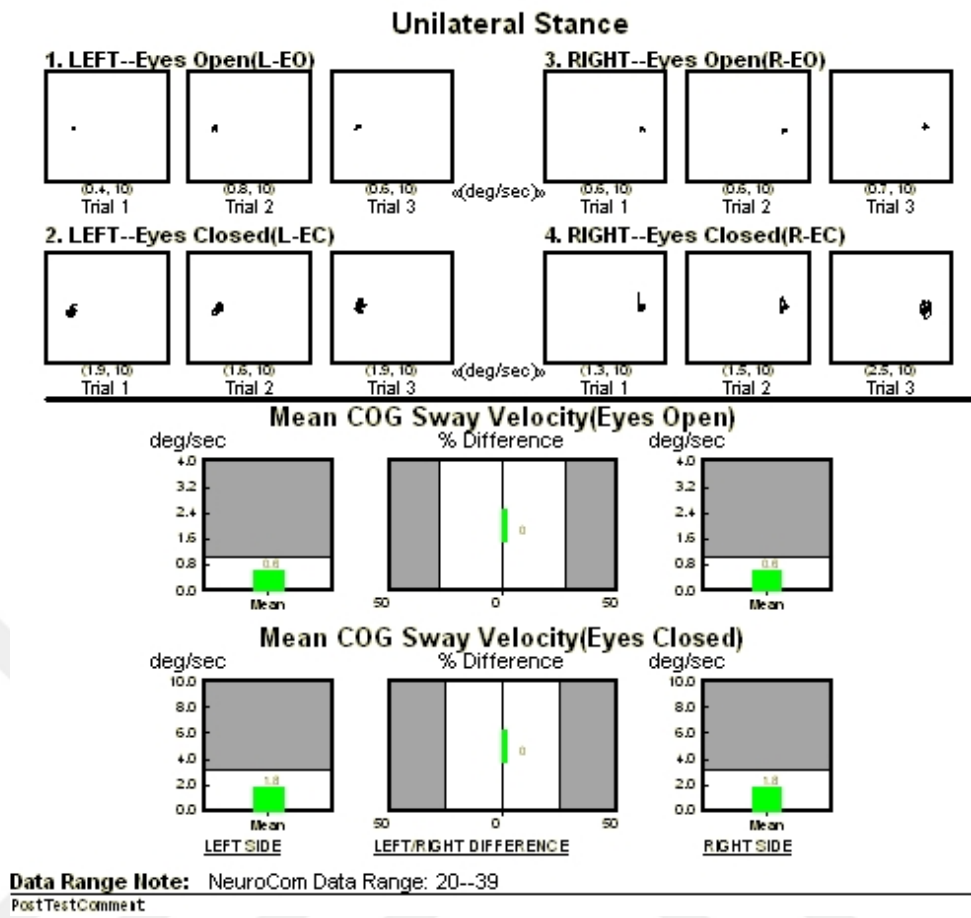 Unilateral Stance
1. LEFT--Eyes Open(L-EO) 3. RIGHT--Eyes Open(R-EO)
(0.4, 10) (0.8, 10) (0.6, 10) «(deg/sec)» (0.6, 10) (0.6, 10) (0.7, 10)
Trial 1 Trial 2 Trial 3 Trial 1 Trial 2 Trial 3
2. LEFT--Eyes Closed(L-EC) 4. RIGHT--Eyes Closed(R-EC)
(1.9, 10) (1.6, 10) (1.9, 10) «(deg/sec)» (1.3, 10) (1.5, 10) (2.5, 10)
Trial 1 Trial 2 Trial 3 Trial 1 Trial 2 Trial 3
Mean COG Sway Velocity(Eyes Open)
deg/sec % Difference deg/sec
4.0 4.0
3.2 3.2
2.4 2.4
1.6 0 1.6
0.8 0.6 0.8 0.6
0.0 0.0
Mean 50 0 50 Mean
Mean COG Sway Velocity(Eyes Closed)
deg/sec % Difference deg/sec
10.0 10.0
8.0 8.0
6.0 6.0
4.0 0 4.0
2.0 1.8 2.0 1.8
0.0 0.0
Mean 50 0 50 Mean
LEFT SIDE LEFT/RIGHT DIFFERENCE RIGHT SIDE
Data Range Note: NeuroCom Data Range: 20--39
PostTestComment